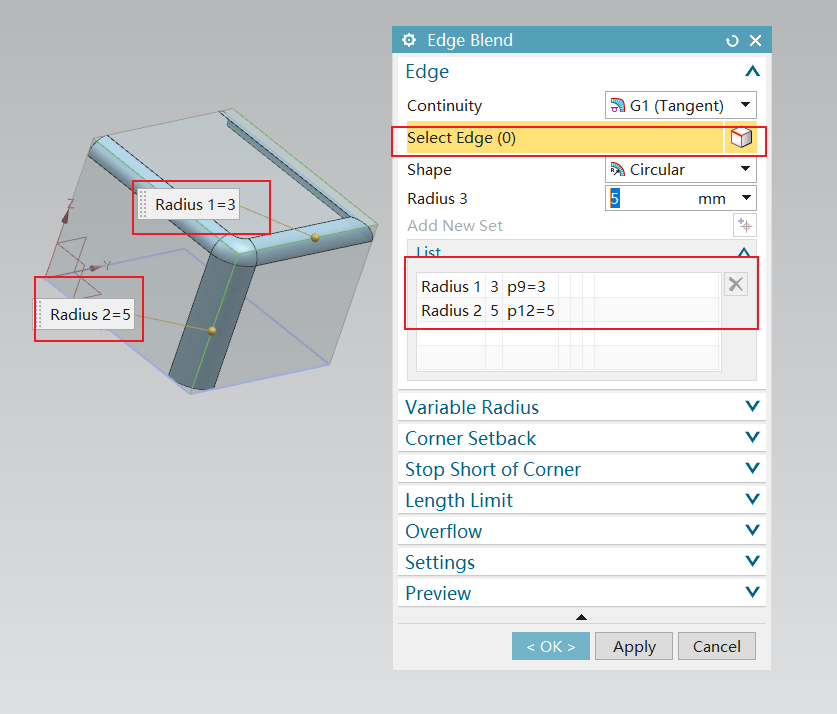 Edge Blend
Edge
Continuity G1 (Tangent)
Select Edge (0)
Shape Circular
Radius 3 5 mm
Add New Set
List
Radius 1 3 p9=3
Radius 2 5 p12=5
Variable Radius
Corner Setback
Stop Short of Corner
Length Limit
Overflow
Settings
Preview
< OK > Apply Cancel
Radius 1=3
Z
Y
Radius 2=5